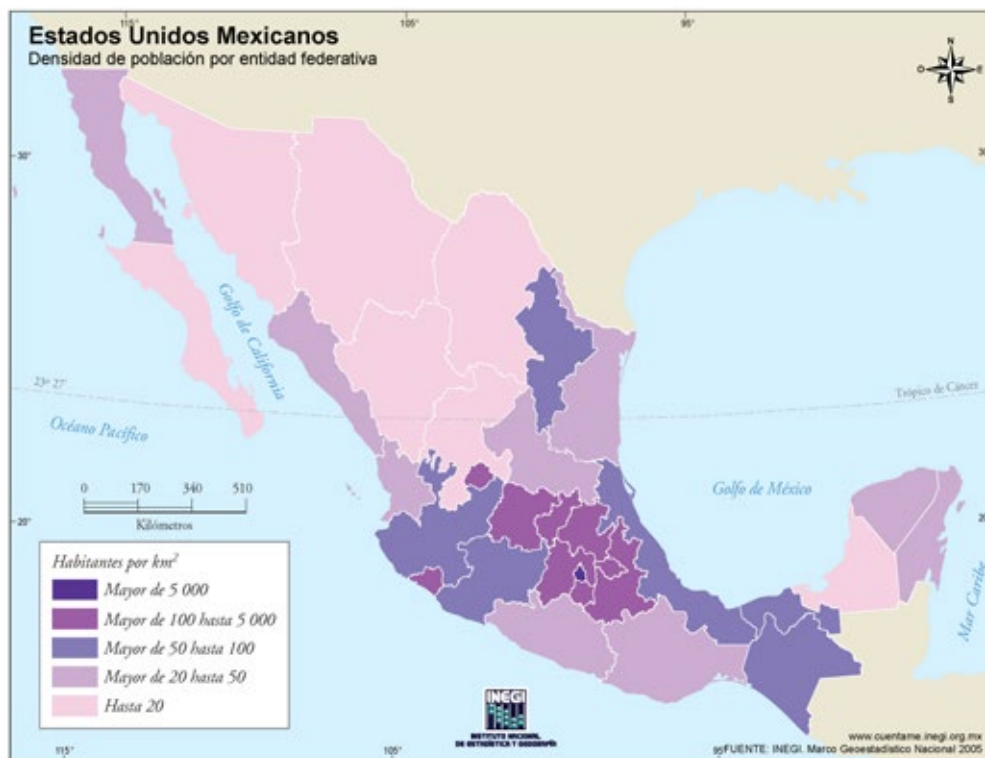 115°
105°
95°
Estados Unidos Mexicanos
Densidad de población por entidad federativa
N
O
E
S
30°
30
Golfo de California
23° 27'
Trópico de Cáncer
Océano Pacífico
Golfo de México
0 170 340 510
Kilómetros
20°
20
Mar Caribe
Habitantes por km²
Mayor de 5 000
Mayor de 100 hasta 5 000
Mayor de 50 hasta 100
Mayor de 20 hasta 50
Hasta 20
INEGI
INSTITUTO NACIONAL
DE ESTADÍSTICA Y GEOGRAFÍA
www.cuentame.inegi.org.mx
FUENTE: INEGI. Marco Geoestadístico Nacional 2005
115°
105°
95